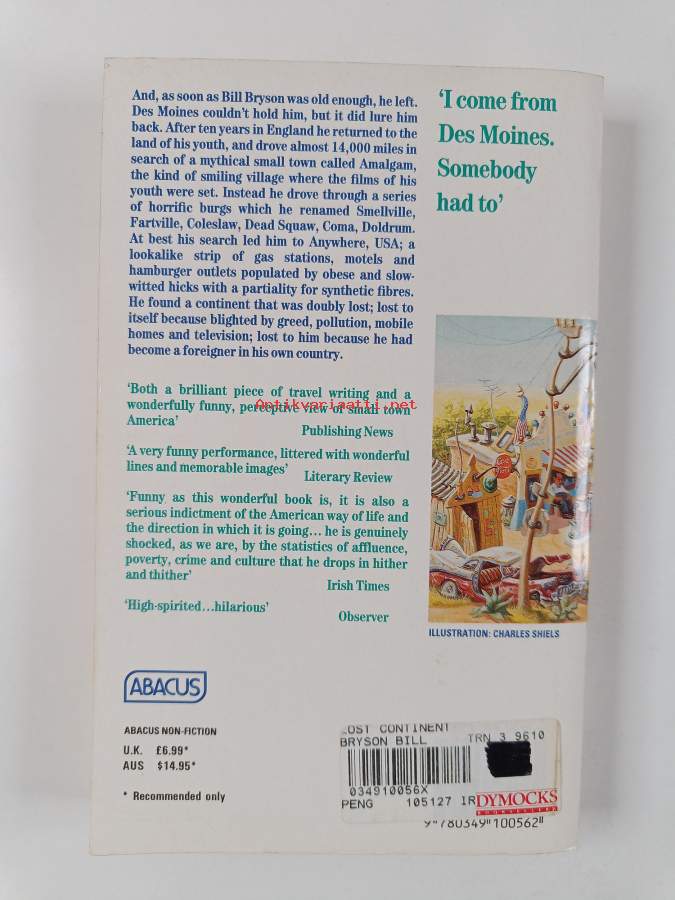 And, as soon as Bill Bryson was old enough, he left.
Des Moines couldn't hold him, but it did lure him
back. After ten years in England he returned to the
land of his youth, and drove almost 14,000 miles in
search of a mythical small town called Amalgam,
the kind of smiling village where the films of his
youth were set. Instead he drove through a series
of horrific burgs which he renamed Smellville,
Fartville, Coleslaw, Dead Squaw, Coma, Doldrum.
At best his search led him to Anywhere, USA; a
lookalike strip of gas stations, motels and
hamburger outlets populated by obese and slow-
witted hicks with a partiality for synthetic fibres.
He found a continent that was doubly lost; lost to
itself because blighted by greed, pollution, mobile
homes and television; lost to him because he had
become a foreigner in his own country.
'Both a brilliant piece of travel writing and a
wonderfully funny, perceptive view of small town
America'
Publishing News
'A very funny performance, littered with wonderful
lines and memorable images'
Literary Review
'Funny as this wonderful book is, it is also a
serious indictment of the American way of life and
the direction in which it is going... he is genuinely
shocked, as we are, by the statistics of affluence,
poverty, crime and culture that he drops in hither
and thither'
Irish Times
'High-spirited...hilarious'
Observer
'I come from
Des Moines.
Somebody
had to'
Antikvariaatti.net
ILLUSTRATION: CHARLES SHIELS
ABACUS
ABACUS NON-FICTION
U.K. £6.99*
AUS $14.95*
* Recommended only
LOST CONTINENT
BRYSON BILL TRN 3 9610
034910056X
PENG 105127 IR
DYMOCKS
BOOKSELLERS
9 780349 100562